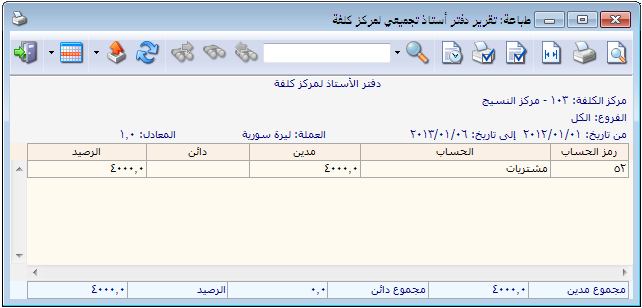 طباعة: تقرير دفتر أستاذ تجميعي لمركز كلفة
دفتر الأستاذ لمركز كلفة
مركز الكلفة: ١٠٣ - مركز النسيج
الفروع: الكل
من تاريخ: ٢٠١٢/٠١/٠١ إلى تاريخ: ٢٠١٣/٠١/٠٦ العملة: ليرة سورية المعادل: ١,٠
رمز الحساب الحساب مدين دائن الرصيد
٥٢ مشتريات ٤٠٠٠,٠ ٤٠٠٠,٠
مجموع مدين ٤٠٠٠,٠ مجموع دائن ٠,٠ الرصيد ٤٠٠٠,٠